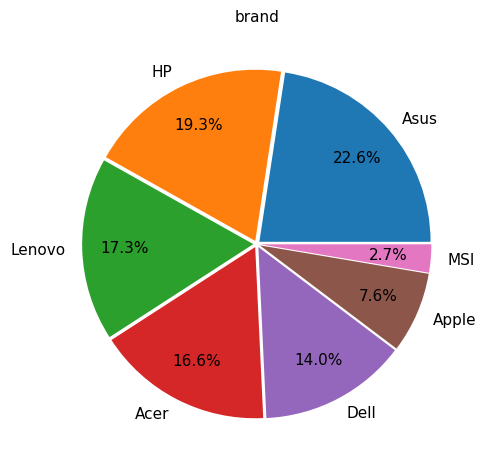 brand
HP
19.3%
Asus
22.6%
Lenovo
17.3%
2.7%
MSI
7.6%
Apple
16.6%
14.0%
Acer
Dell